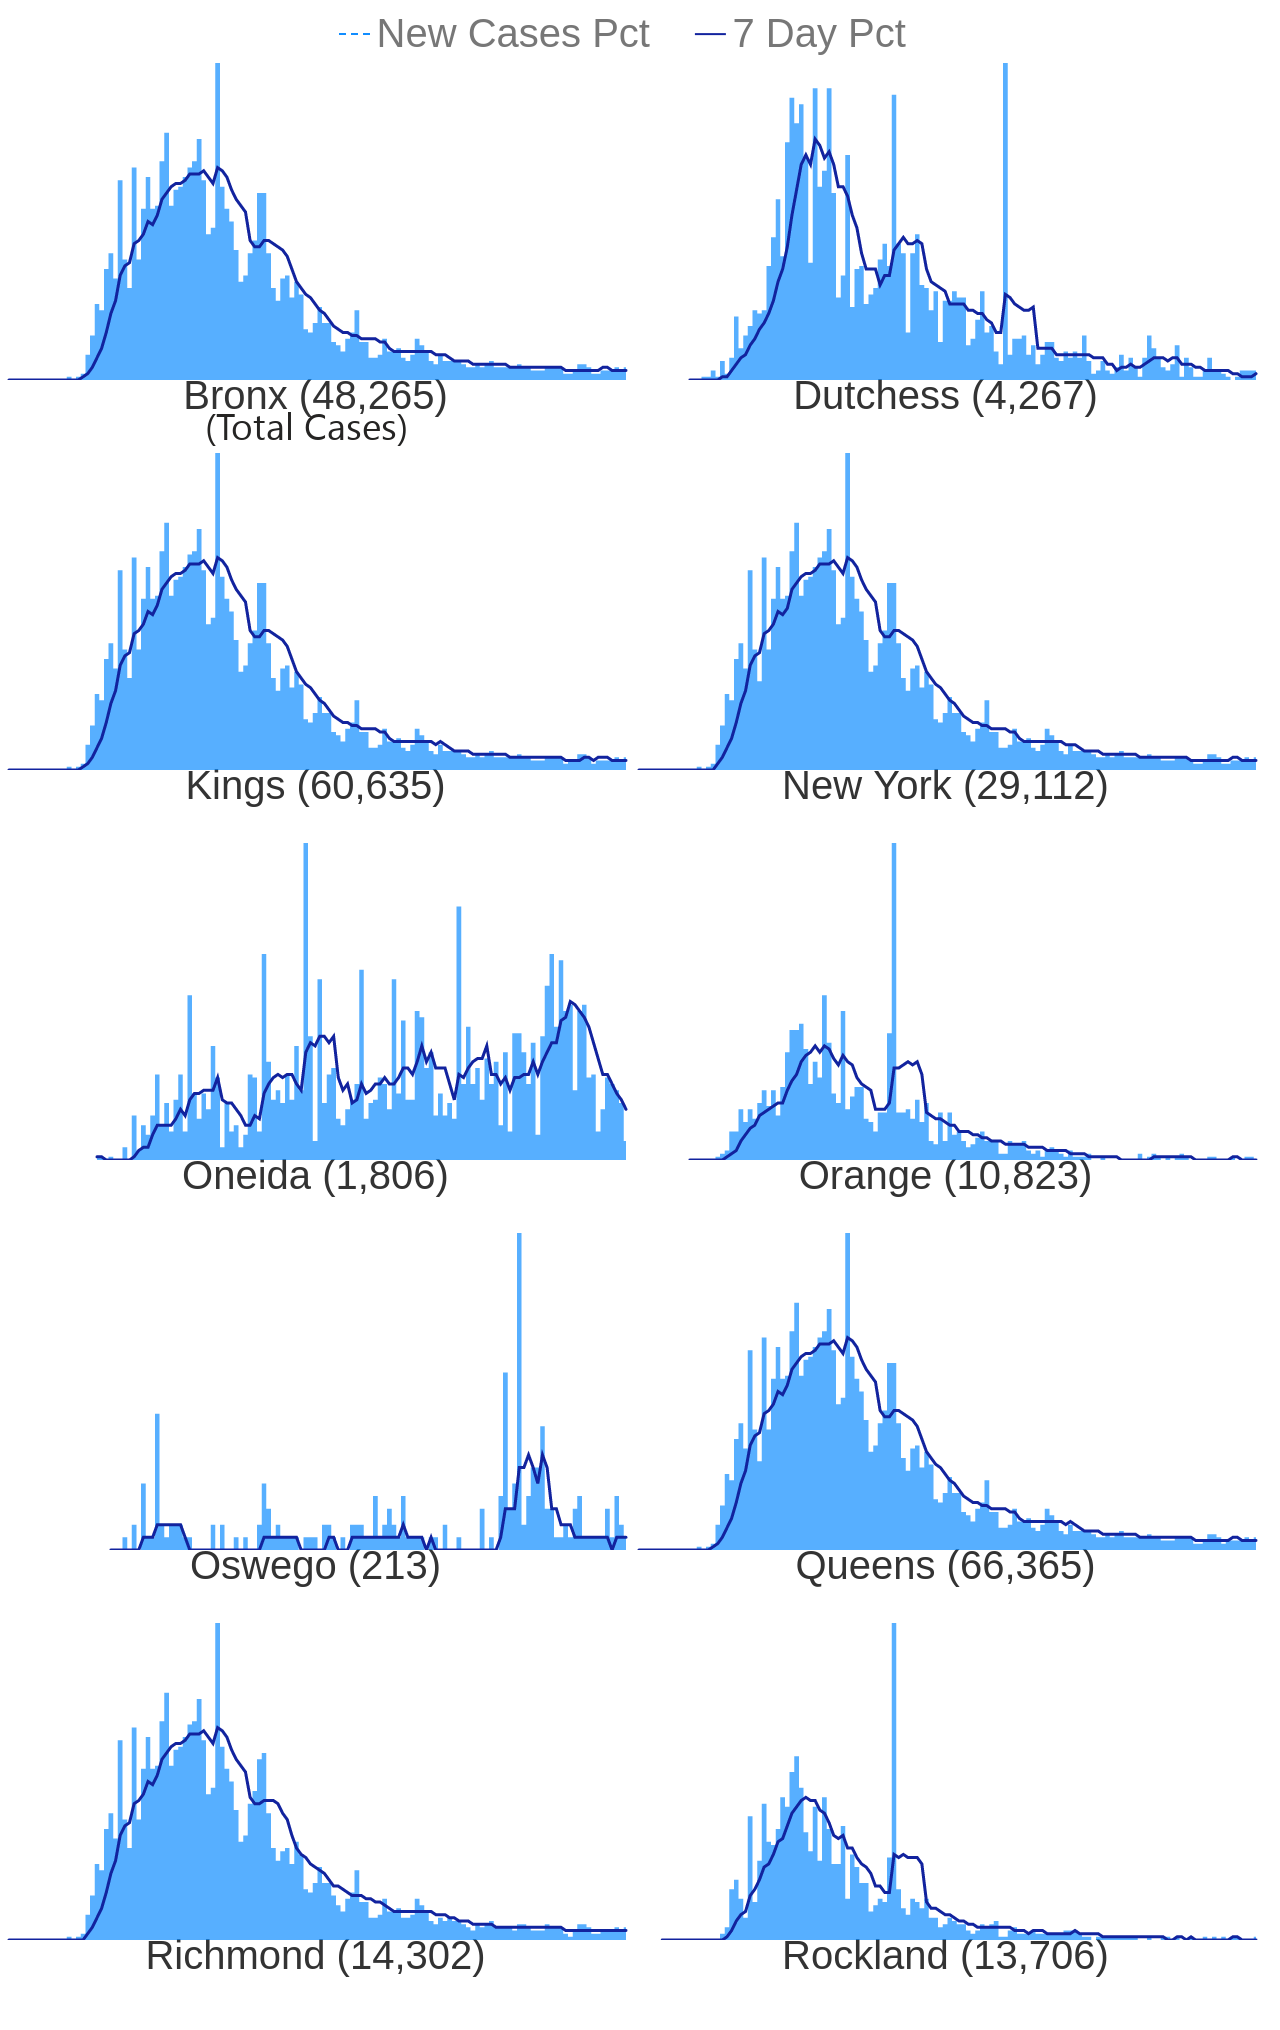 New Cases Pct 7 Day Pct
Bronx (48,265) Dutchess (4,267)
(Total Cases)
Kings (60,635) New York (29,112)
Oneida (1,806) Orange (10,823)
Oswego (213) Queens (66,365)
Richmond (14,302) Rockland (13,706)